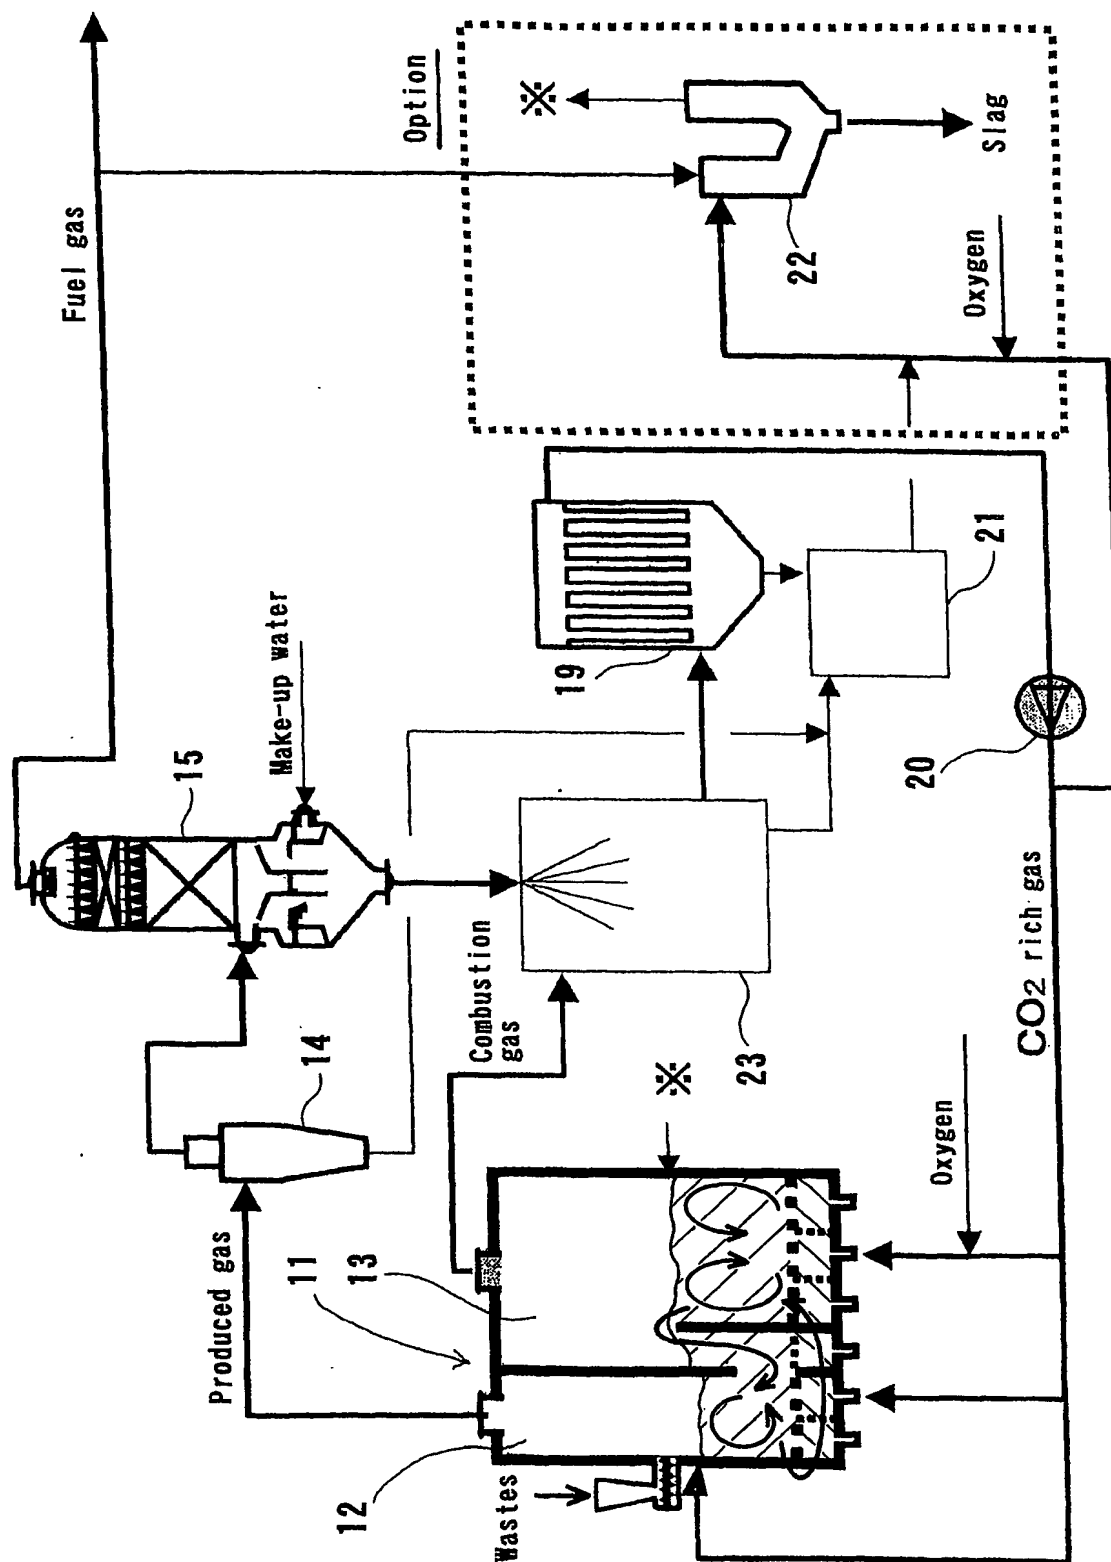 Fuel gas
Option
※
Slag
22
Oxygen
15
Make-up water
19
21
20
14
Combustion
gas
23
CO2 rich gas
Produced gas
11
13
※
Oxygen
12
Wastes